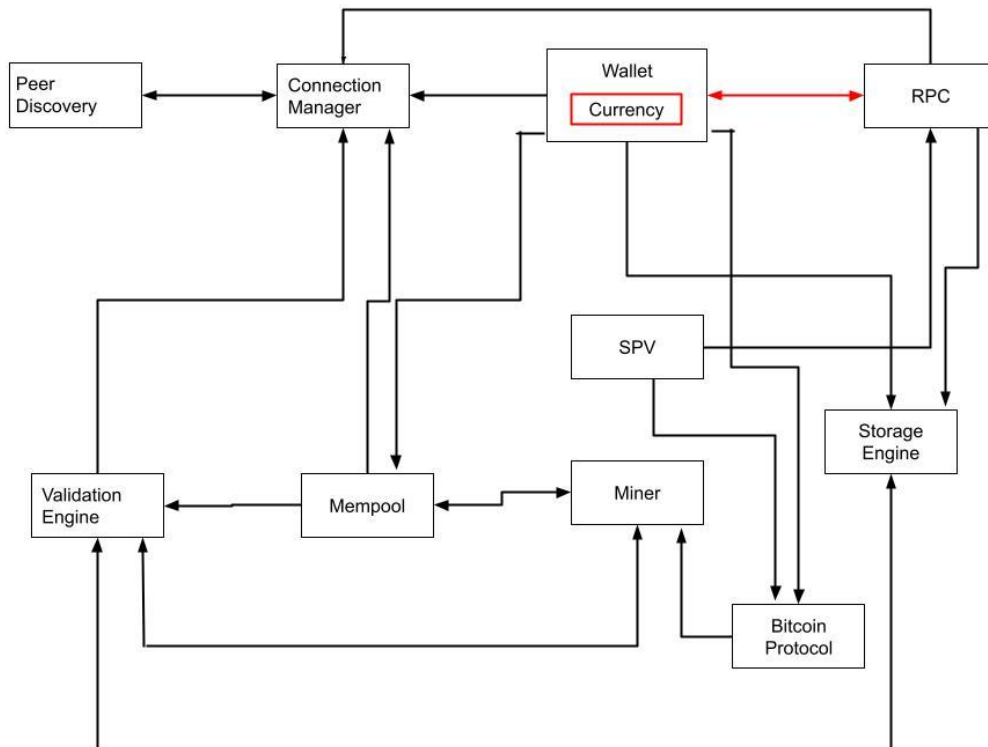 Peer
Discovery
Connection
Manager
Wallet
Currency
RPC
SPV
Storage
Engine
Validation
Engine
Mempool
Miner
Bitcoin
Protocol